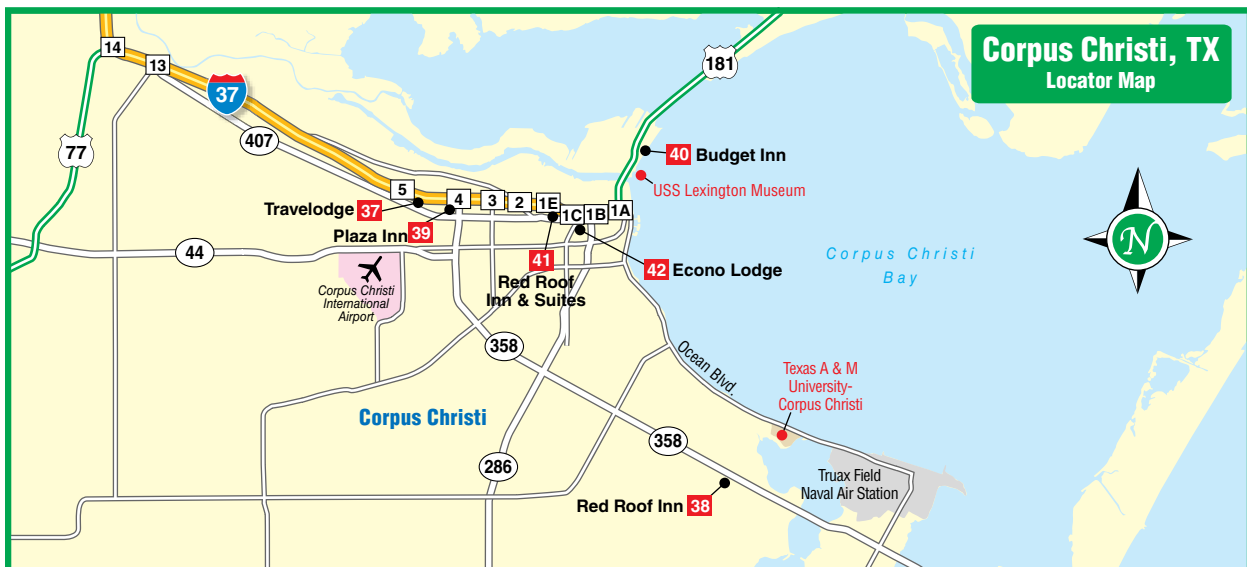 Corpus Christi, TX
Locator Map
14
13
37
181
77
407
40 Budget Inn
USS Lexington Museum
5
4
3
2
1E
1C
1B
1A
Travelodge 37
Plaza Inn 39
44
41
Red Roof
Inn & Suites
42 Econo Lodge
Corpus Christi
Bay
N
Corpus Christi
International
Airport
358
Ocean Blvd.
Texas A & M
University-
Corpus Christi
Corpus Christi
358
286
Truax Field
Naval Air Station
Red Roof Inn 38